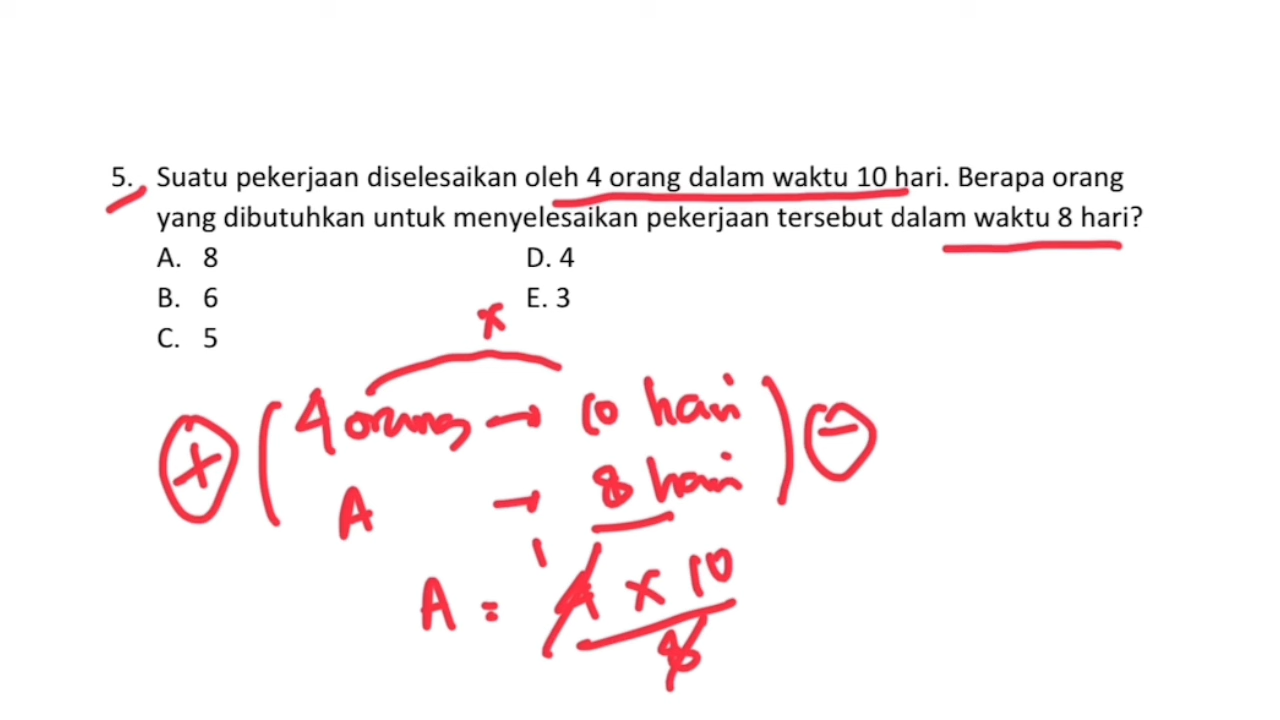 5. Suatu pekerjaan diselesaikan oleh 4 orang dalam waktu 10 hari. Berapa orang
yang dibutuhkan untuk menyelesaikan pekerjaan tersebut dalam waktu 8 hari?
A. 8 D. 4
B. 6 E. 3
C. 5
x
+ ( 4 orang → 10 hari ) -
A → 8 hari
1
A = 4 x 10
8